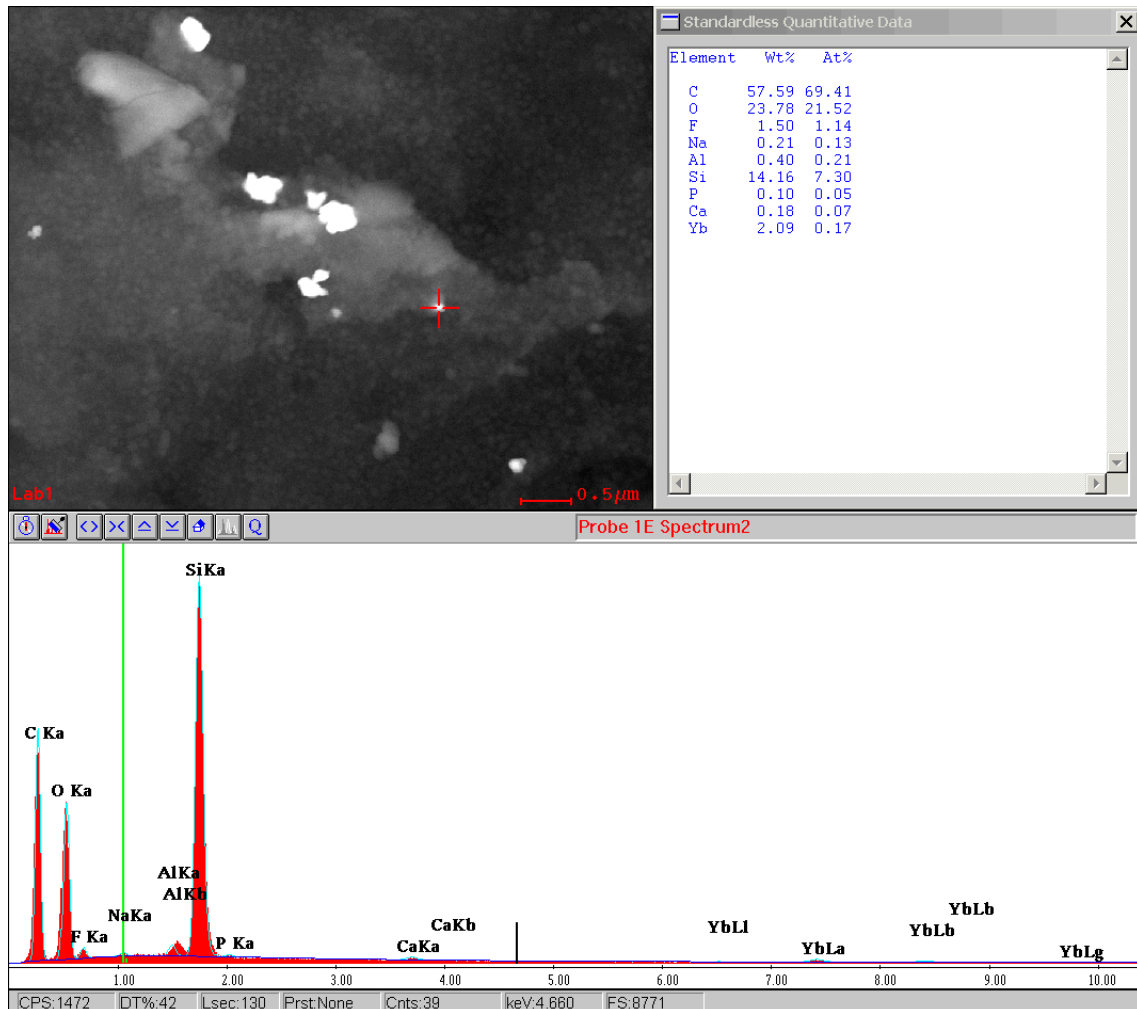 Standardless Quantitative Data
Element Wt% At%
C 57.59 69.41
O 23.78 21.52
F 1.50 1.14
Na 0.21 0.13
Al 0.40 0.21
Si 14.16 7.30
P 0.10 0.05
Ca 0.18 0.07
Yb 2.09 0.17
Lab1
0.5µm
Q
Probe 1E Spectrum2
SiKa
C Ka
O Ka
AlKa
AlKb
NaKa
F Ka
P Ka
CaKb
CaKa
YbLl
YbLa
YbLb
YbLb
YbLg
1.00 2.00 3.00 4.00 5.00 6.00 7.00 8.00 9.00 10.00
CPS:1472 DT%:42 Lsec:130 Prst:None Cnts:39 keV:4.660 FS:8771